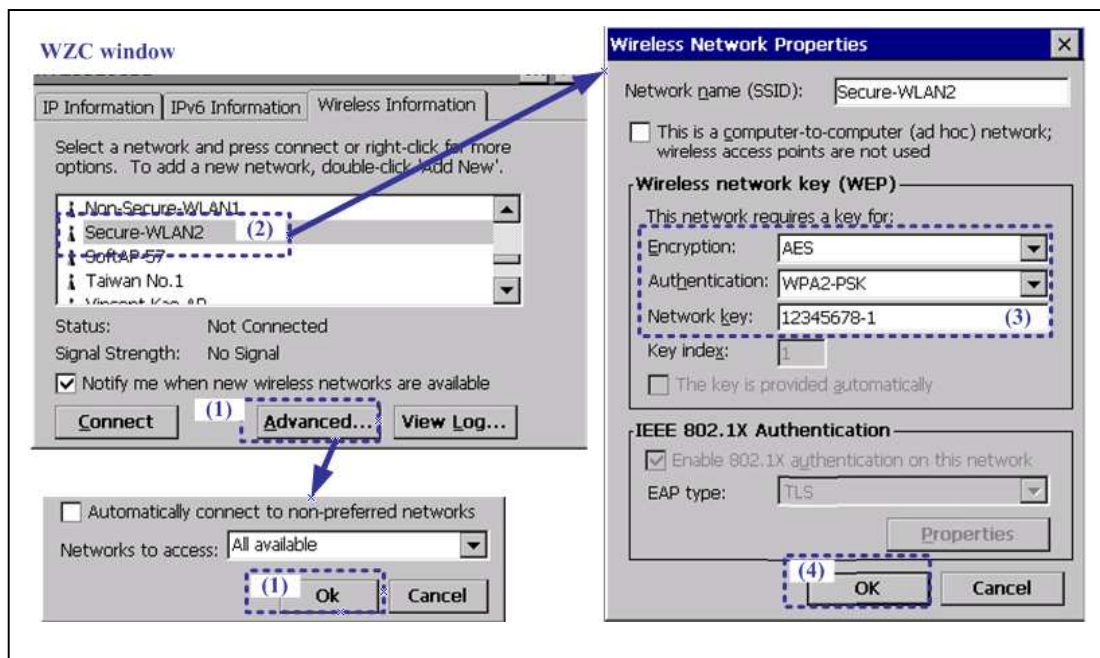 WZC window
IP Information
IPv6 Information
Wireless Information
Select a network and press connect or right-click for more
options. To add a new network, double-click 'Add New'.
Non-Secure-WLAN1
Secure-WLAN2
(2)
SoftAP-57
Taiwan No.1
Vincent Kao AP
Status: Not Connected
Signal Strength: No Signal
Notify me when new wireless networks are available
(1)
Connect
Advanced...
View Log...
Automatically connect to non-preferred networks
Networks to access: All available
(1)
Ok
Cancel
Wireless Network Properties
Network name (SSID): Secure-WLAN2
This is a computer-to-computer (ad hoc) network;
wireless access points are not used
Wireless network key (WEP)
This network requires a key for:
Encryption: AES
Authentication: WPA2-PSK
Network key: 12345678-1 (3)
Key index: 1
The key is provided automatically
IEEE 802.1X Authentication
Enable 802.1X authentication on this network
EAP type: TLS
Properties
(4)
OK
Cancel